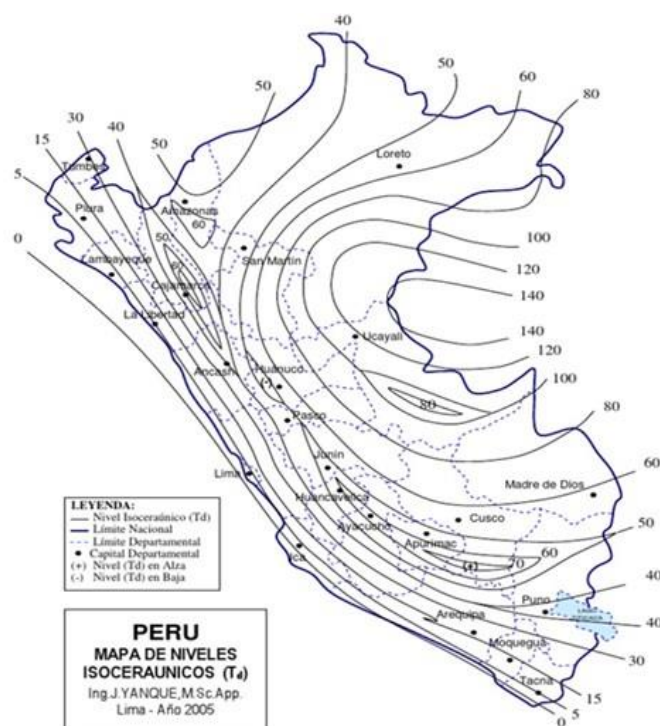 40
50
60
80
50
40
30
15
5
0
50
Loreto
Tumbes
Piura
Amazonas
60
50
San Martín
100
120
140
Lambayeque
Cajamarca
La Libertad
Ucayali
140
120
Ancash
Huanuco
(-)
100
80
Pasco
80
Junín
Lima
60
Madre de Dios
Huancavelica
Ayacucho
Cusco
50
Apurímac
60
(+)
70
Ica
40
Puno
40
Arequipa
Moquegua
30
Tacna
15
5
0
LEYENDA:
Nivel Isoceraúnico (Td)
Límite Nacional
Límite Departamental
Capital Departamental
(+) Nivel (Td) en Alza
(-) Nivel (Td) en Baja
PERU
MAPA DE NIVELES
ISOCERAUNICOS (Td)
Ing.J.YANQUE,M.Sc.App.
Lima - Año 2005